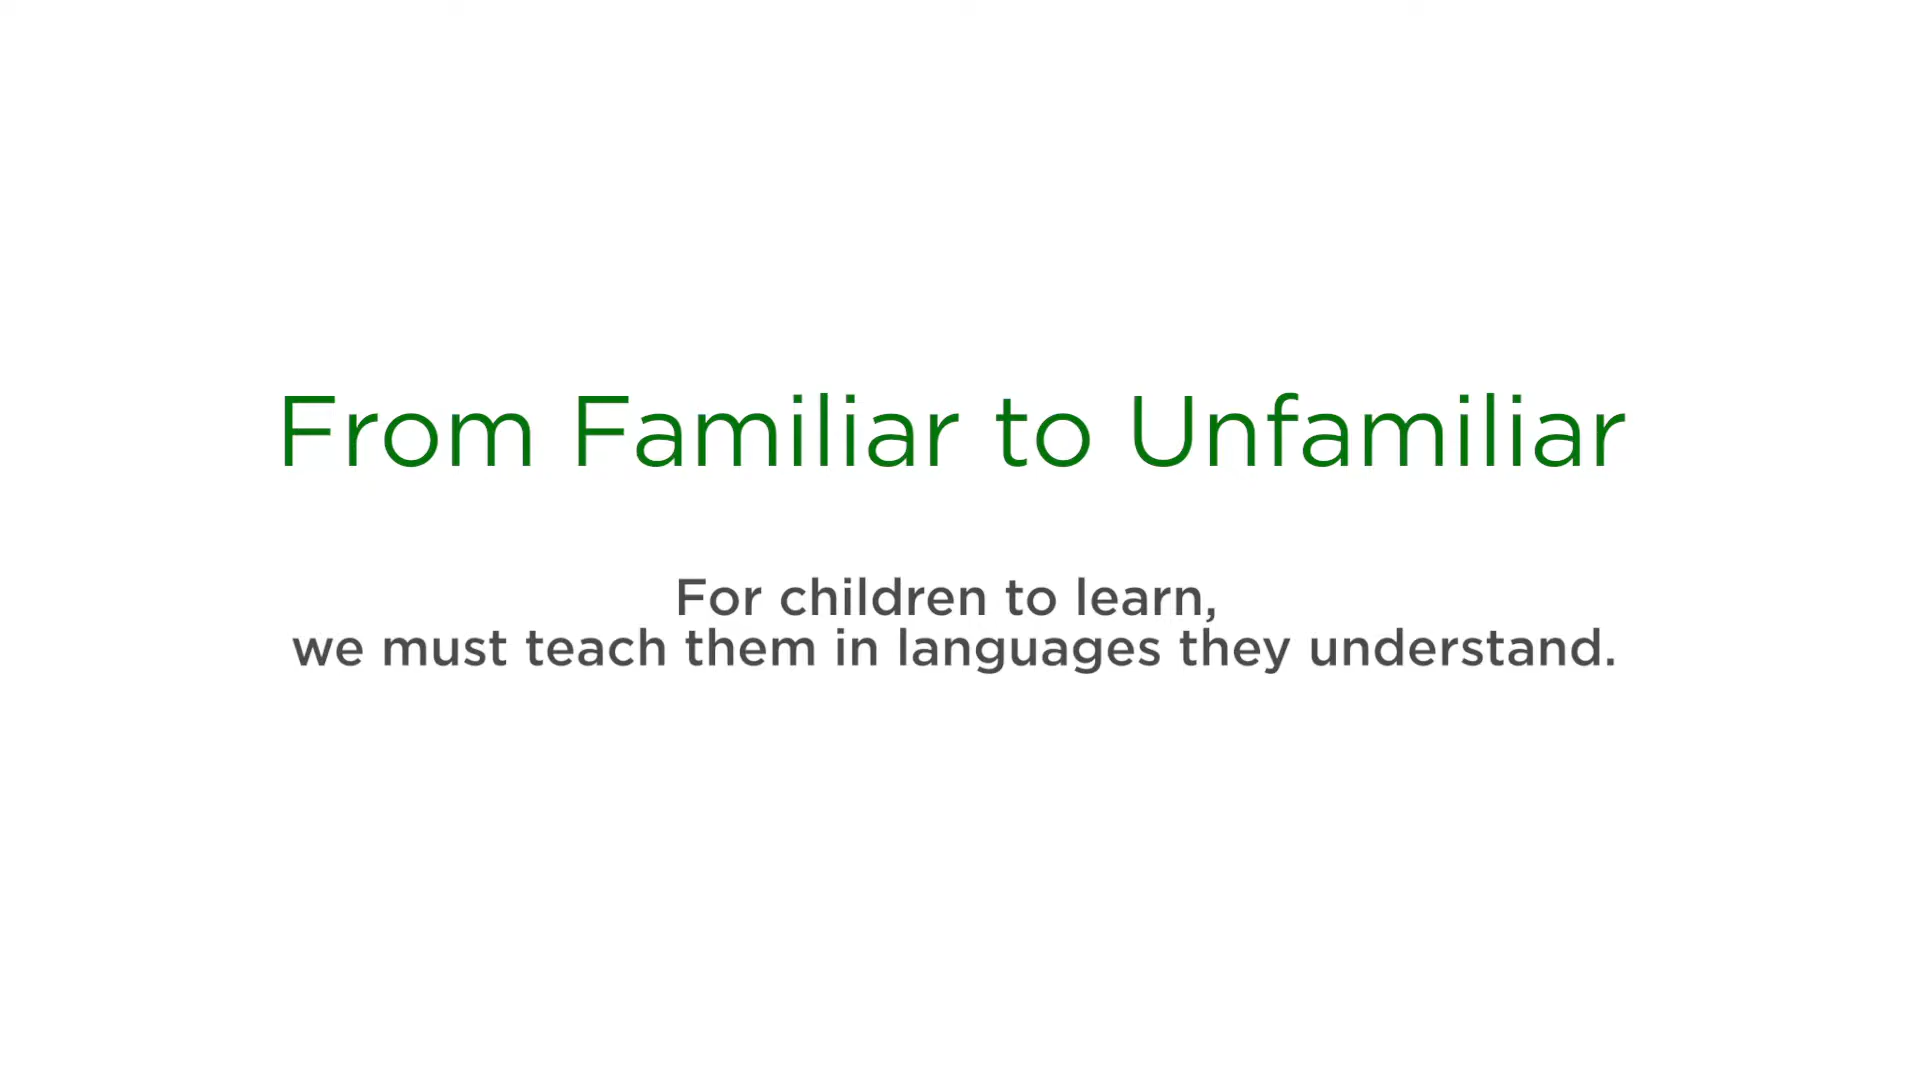 From Familiar to Unfamiliar
For children to learn,
we must teach them in languages they understand.